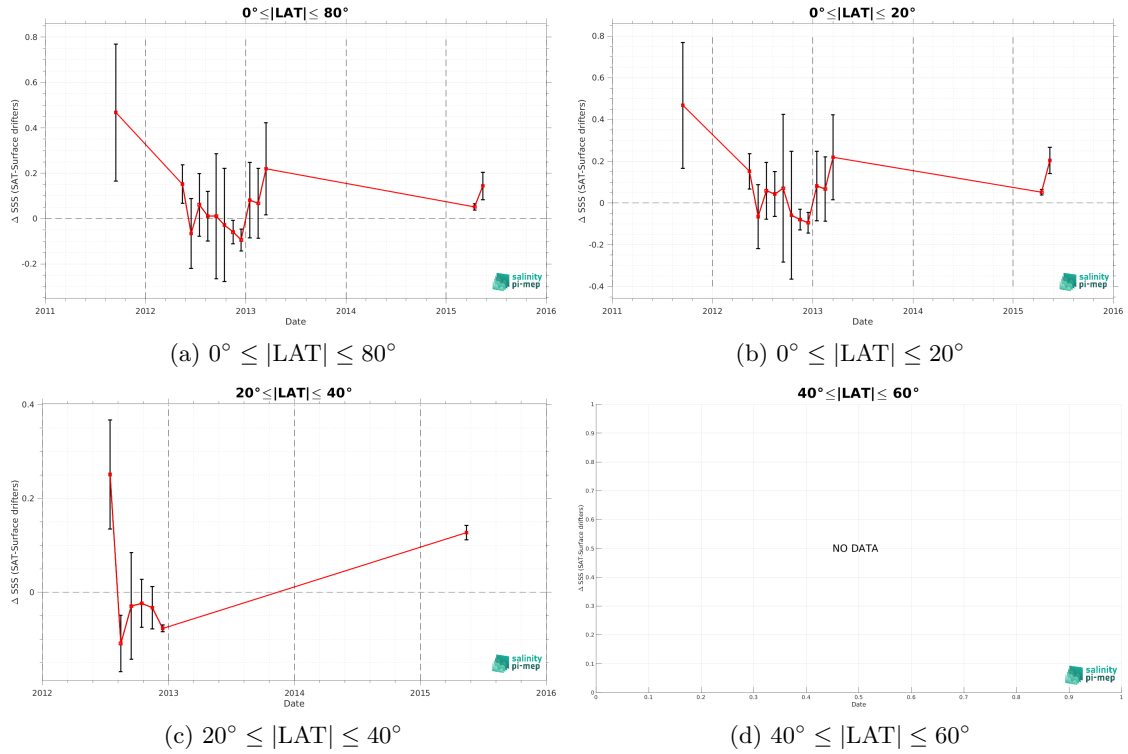 0°≤|LAT|≤ 80°
Δ SSS (SAT-Surface drifters)
0.8
0.6
0.4
0.2
0
-0.2
2011
2012
2013
2014
2015
2016
Date
salinity
pi-mep
(a) 0° ≤ |LAT| ≤ 80°
0°≤|LAT|≤ 20°
Δ SSS (SAT-Surface drifters)
0.8
0.6
0.4
0.2
0
-0.2
-0.4
2011
2012
2013
2014
2015
2016
Date
salinity
pi-mep
(b) 0° ≤ |LAT| ≤ 20°
20°≤|LAT|≤ 40°
Δ SSS (SAT-Surface drifters)
0.4
0.2
0
2012
2013
2014
2015
2016
Date
salinity
pi-mep
(c) 20° ≤ |LAT| ≤ 40°
40°≤|LAT|≤ 60°
Δ SSS (SAT-Surface drifters)
1
0.9
0.8
0.7
0.6
0.5
0.4
0.3
0.2
0.1
0
NO DATA
0
0.1
0.2
0.3
0.4
0.5
0.6
0.7
0.8
0.9
1
Date
salinity
pi-mep
(d) 40° ≤ |LAT| ≤ 60°